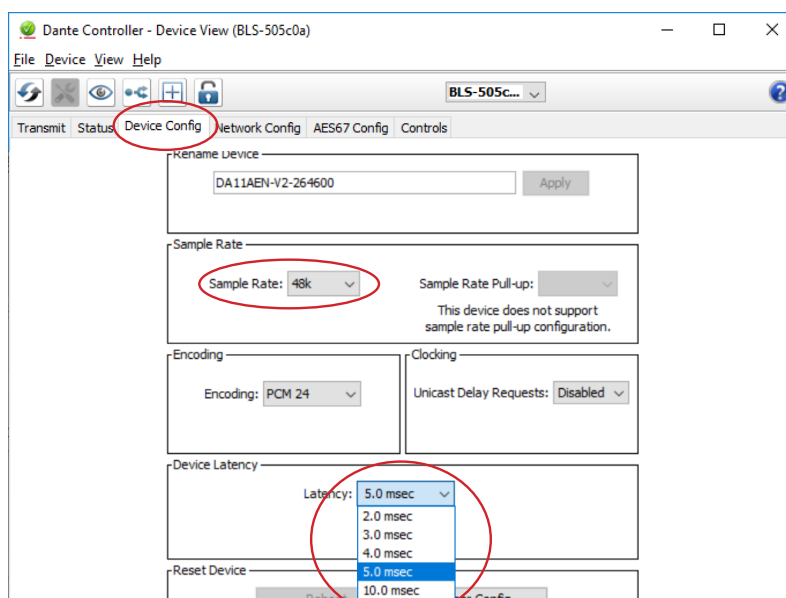 Dante Controller - Device View (BLS-505c0a)
File Device View Help
BLS-505c...
?
Transmit Status Device Config Network Config AES67 Config Controls
Rename Device
DA11AEN-V2-264600 Apply
Sample Rate
Sample Rate: 48k Sample Rate Pull-up:
This device does not support
sample rate pull-up configuration.
Encoding Clocking
Encoding: PCM 24 Unicast Delay Requests: Disabled
Device Latency
Latency: 5.0 msec
2.0 msec
3.0 msec
4.0 msec
5.0 msec
Reset Device
10.0 msec